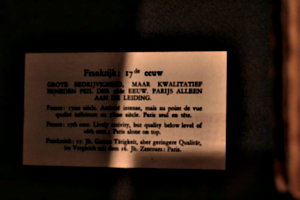 Frankrijk: 17de eeuw
GROTE BEDRIJVIGHEID, MAAR KWALITATIEF
BENEDEN PEIL DER 16de EEUW. PARIJS ALLEEN
AAN DE LEIDING.
France: 17me siècle. Activité intense, mais au point de vue
qualité inférieure au 16me siècle. Paris seul en tête.
France: 17th cent. Lively activity, but quality below level of
16th cent.: Paris alone on top.
Frankreich: 17. Jh. Grosse Tätigkeit, aber geringere Qualität,
im Vergleich mit dem 16. Jh. Zentrum: Paris.